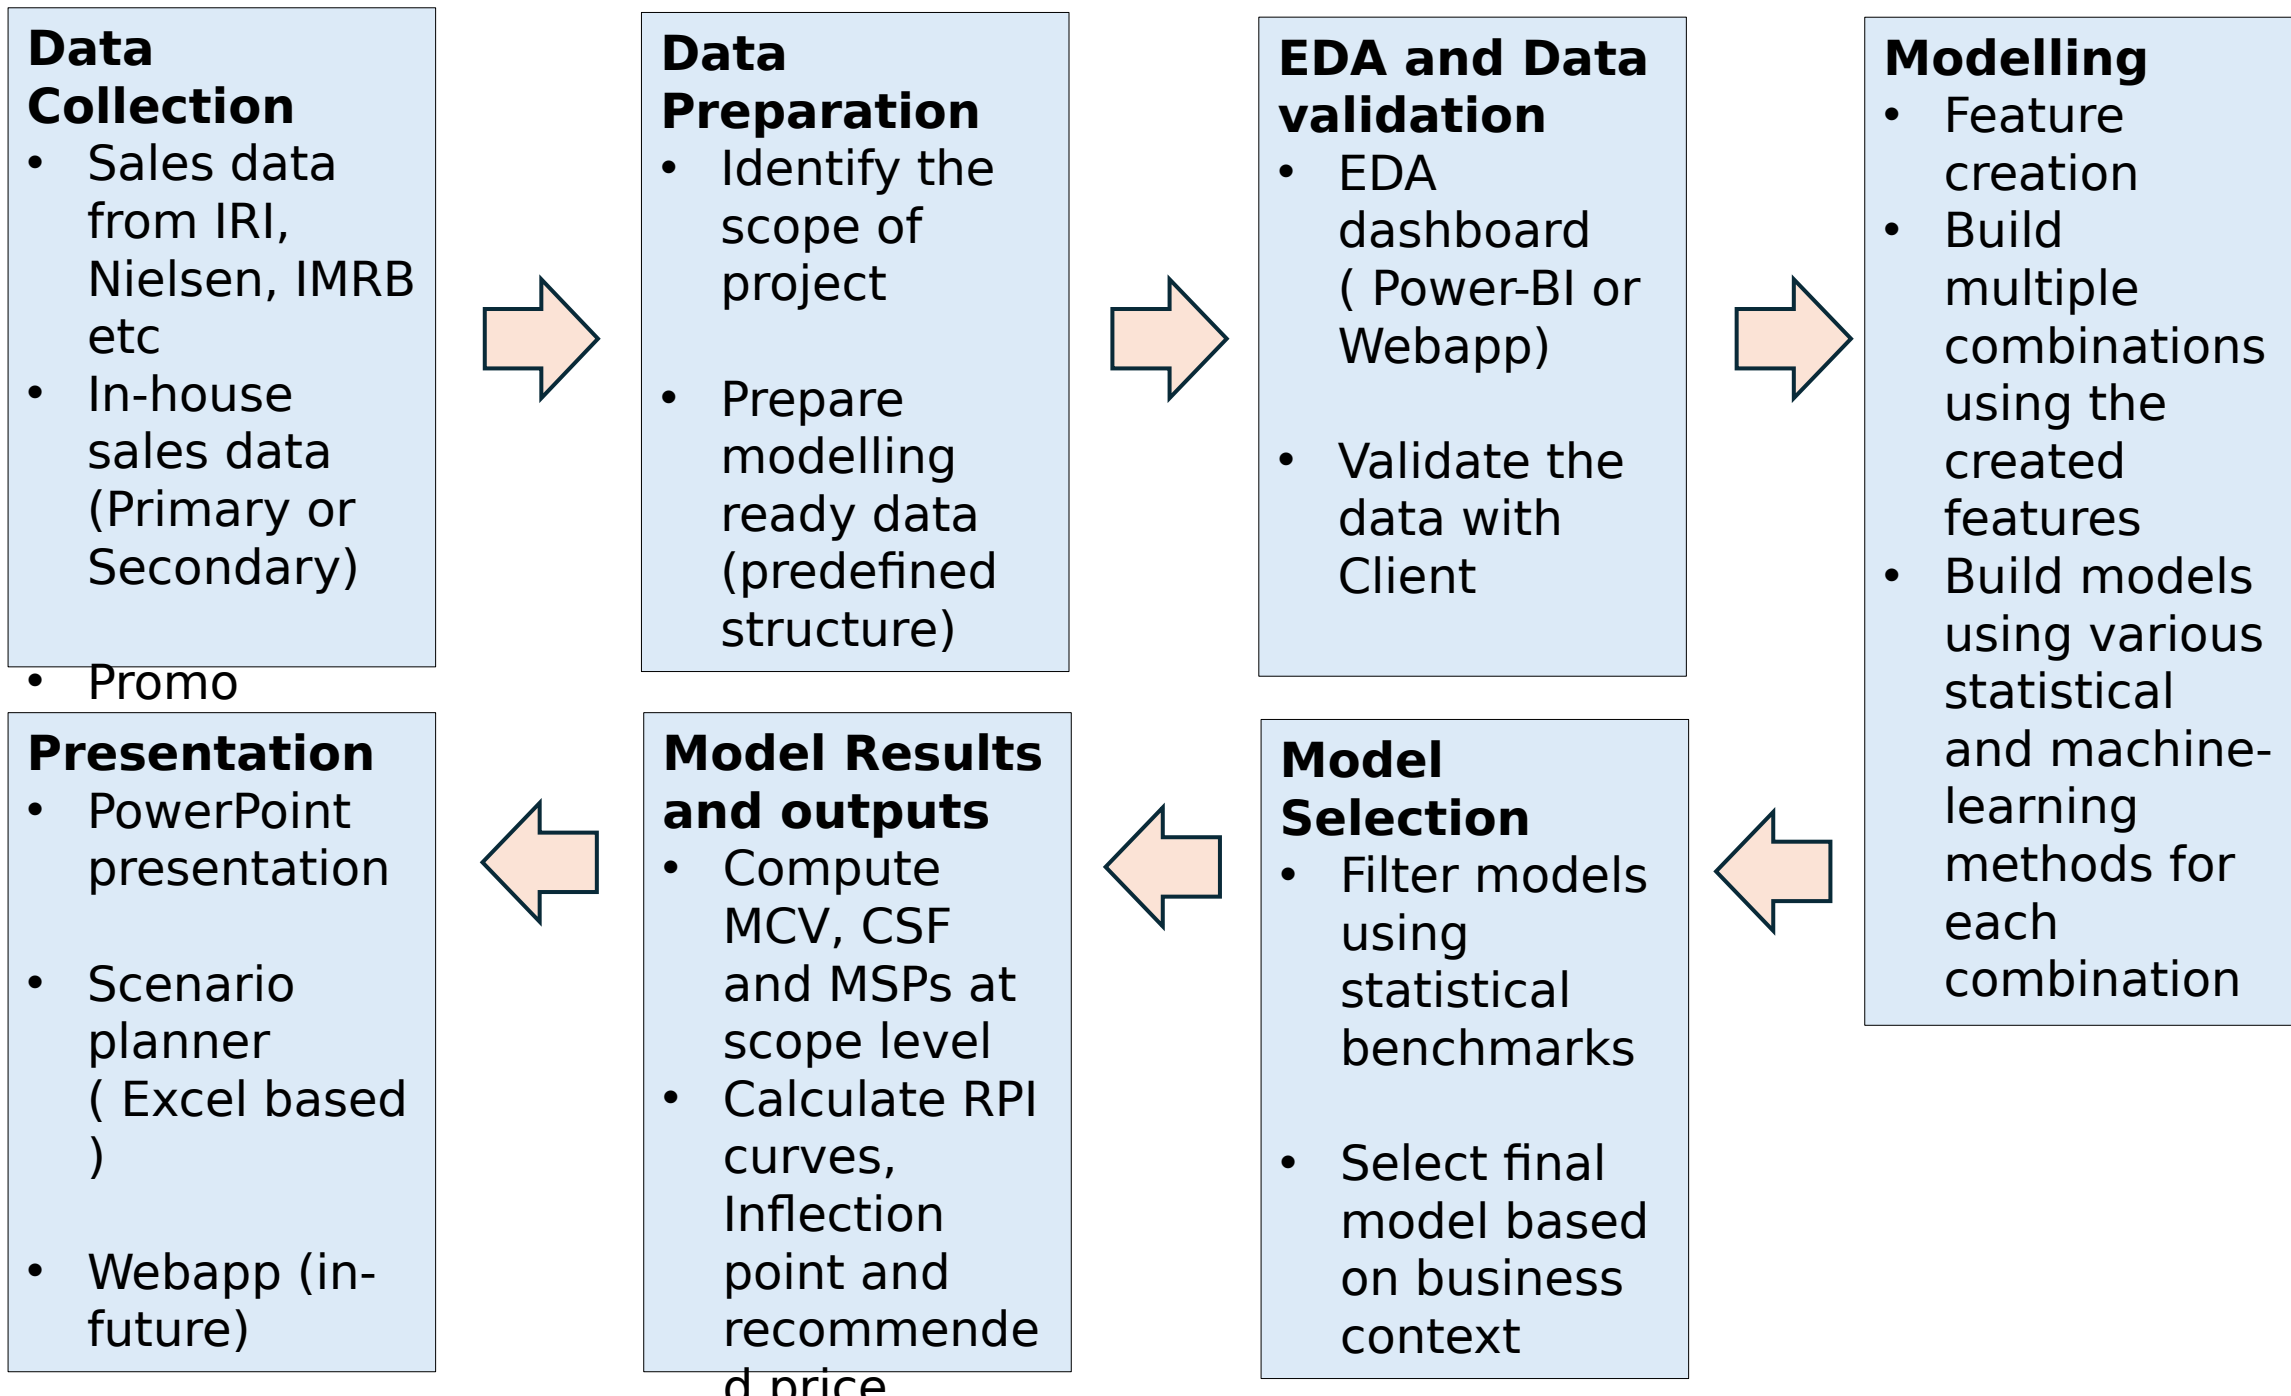 Data
Collection
• Sales data
from IRI,
Nielsen, IMRB
etc
• In-house
sales data
(Primary or
Secondary)
• Promo
Data
Preparation
• Identify the
scope of
project
• Prepare
modelling
ready data
(predefined
structure)
EDA and Data
validation
• EDA
dashboard
( Power-BI or
Webapp)
• Validate the
data with
Client
Modelling
• Feature
creation
• Build
multiple
combinations
using the
created
features
• Build models
using various
statistical
and machine-
learning
methods for
each
combination
Model
Selection
• Filter models
using
statistical
benchmarks
• Select final
model based
on business
context
Model Results
and outputs
• Compute
MCV, CSF
and MSPs at
scope level
• Calculate RPI
curves,
Inflection
point and
recommende
d price
Presentation
• PowerPoint
presentation
• Scenario
planner
( Excel based
)
• Webapp (in-
future)